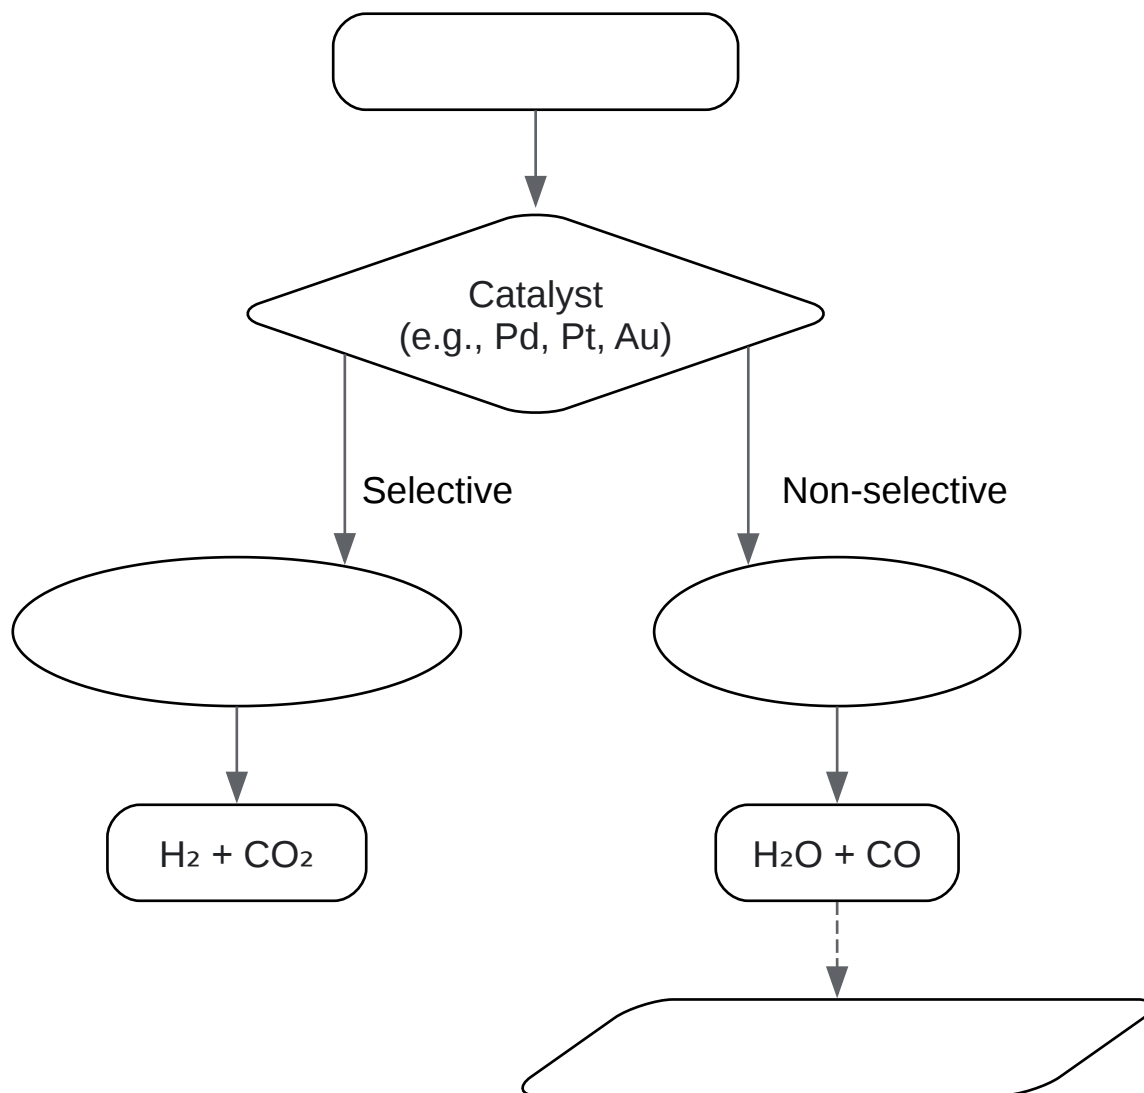 Catalyst
(e.g., Pd, Pt, Au)
Selective
Non-selective
H₂ + CO₂
H₂O + CO